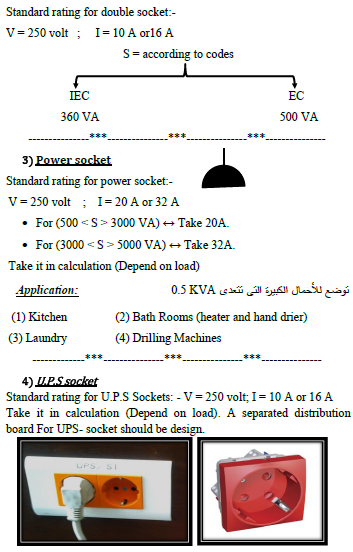 Standard rating for double socket:-
V = 250 volt ; I = 10 A or16 A
S = according to codes
IEC EC
360 VA 500 VA
---------------***---------------***---------------***---------------
3) Power socket
Standard rating for power socket:-
V = 250 volt ; I = 20 A or 32 A
• For (500 < S > 3000 VA) ↔ Take 20A.
• For (3000 < S > 5000 VA) ↔ Take 32A.
Take it in calculation (Depend on load)
Application: توضع للأحمال الكبيرة التى تتعدى 0.5 KVA
(1) Kitchen (2) Bath Rooms (heater and hand drier)
(3) Laundry (4) Drilling Machines
-------------***---------------***---------------***---------------
4) U.P.S socket
Standard rating for U.P.S Sockets: - V = 250 volt; I = 10 A or 16 A
Take it in calculation (Depend on load). A separated distribution
board For UPS- socket should be design.
UPS. S1